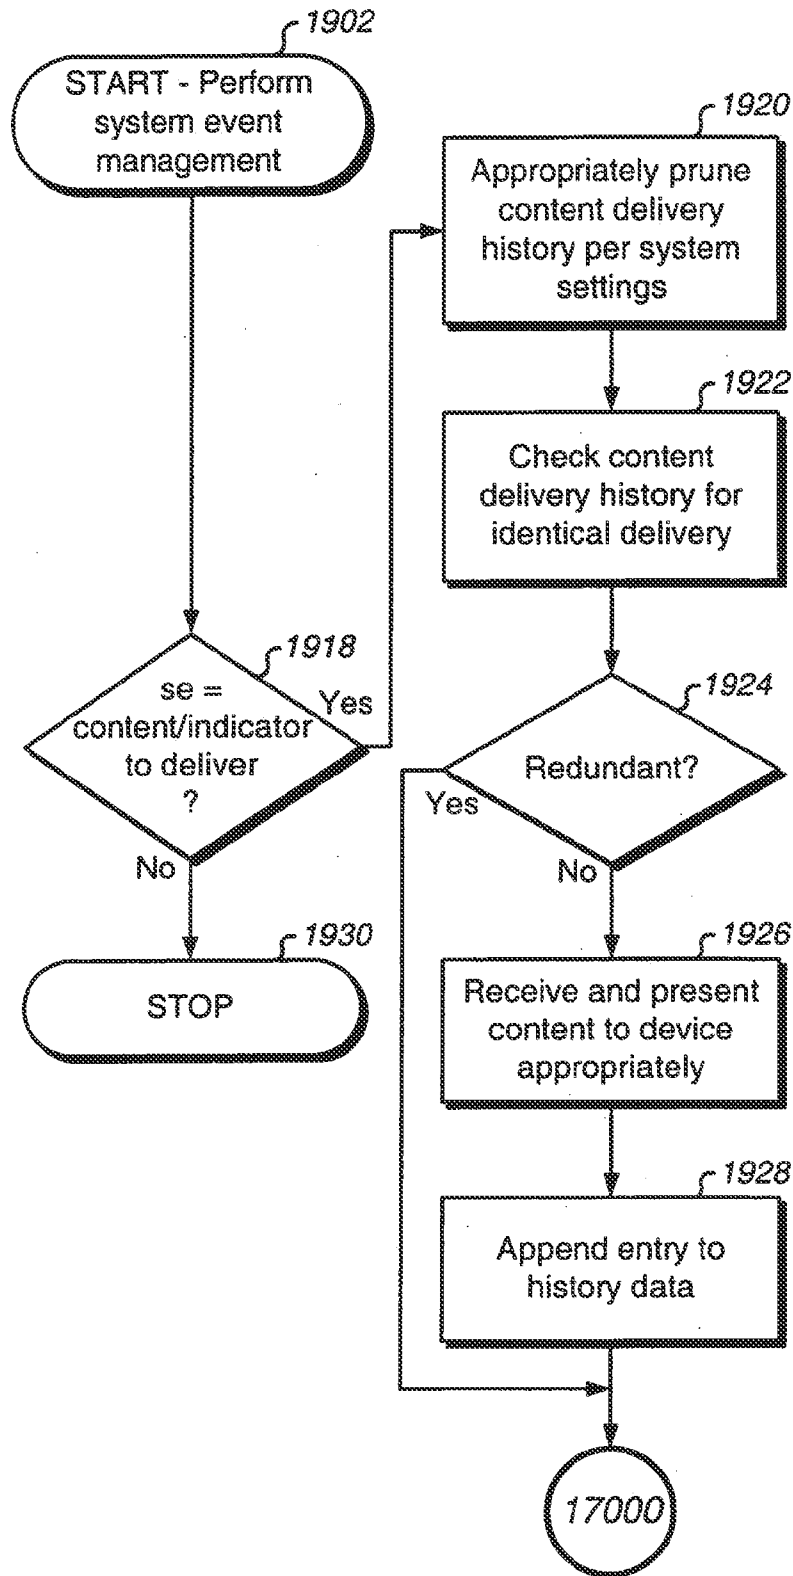 1902
START - Perform
system event
management
1918
se =
content/indicator
to deliver
?
Yes
No
1930
STOP
1920
Appropriately prune
content delivery
history per system
settings
1922
Check content
delivery history for
identical delivery
1924
Redundant?
Yes
No
1926
Receive and present
content to device
appropriately
1928
Append entry to
history data
17000